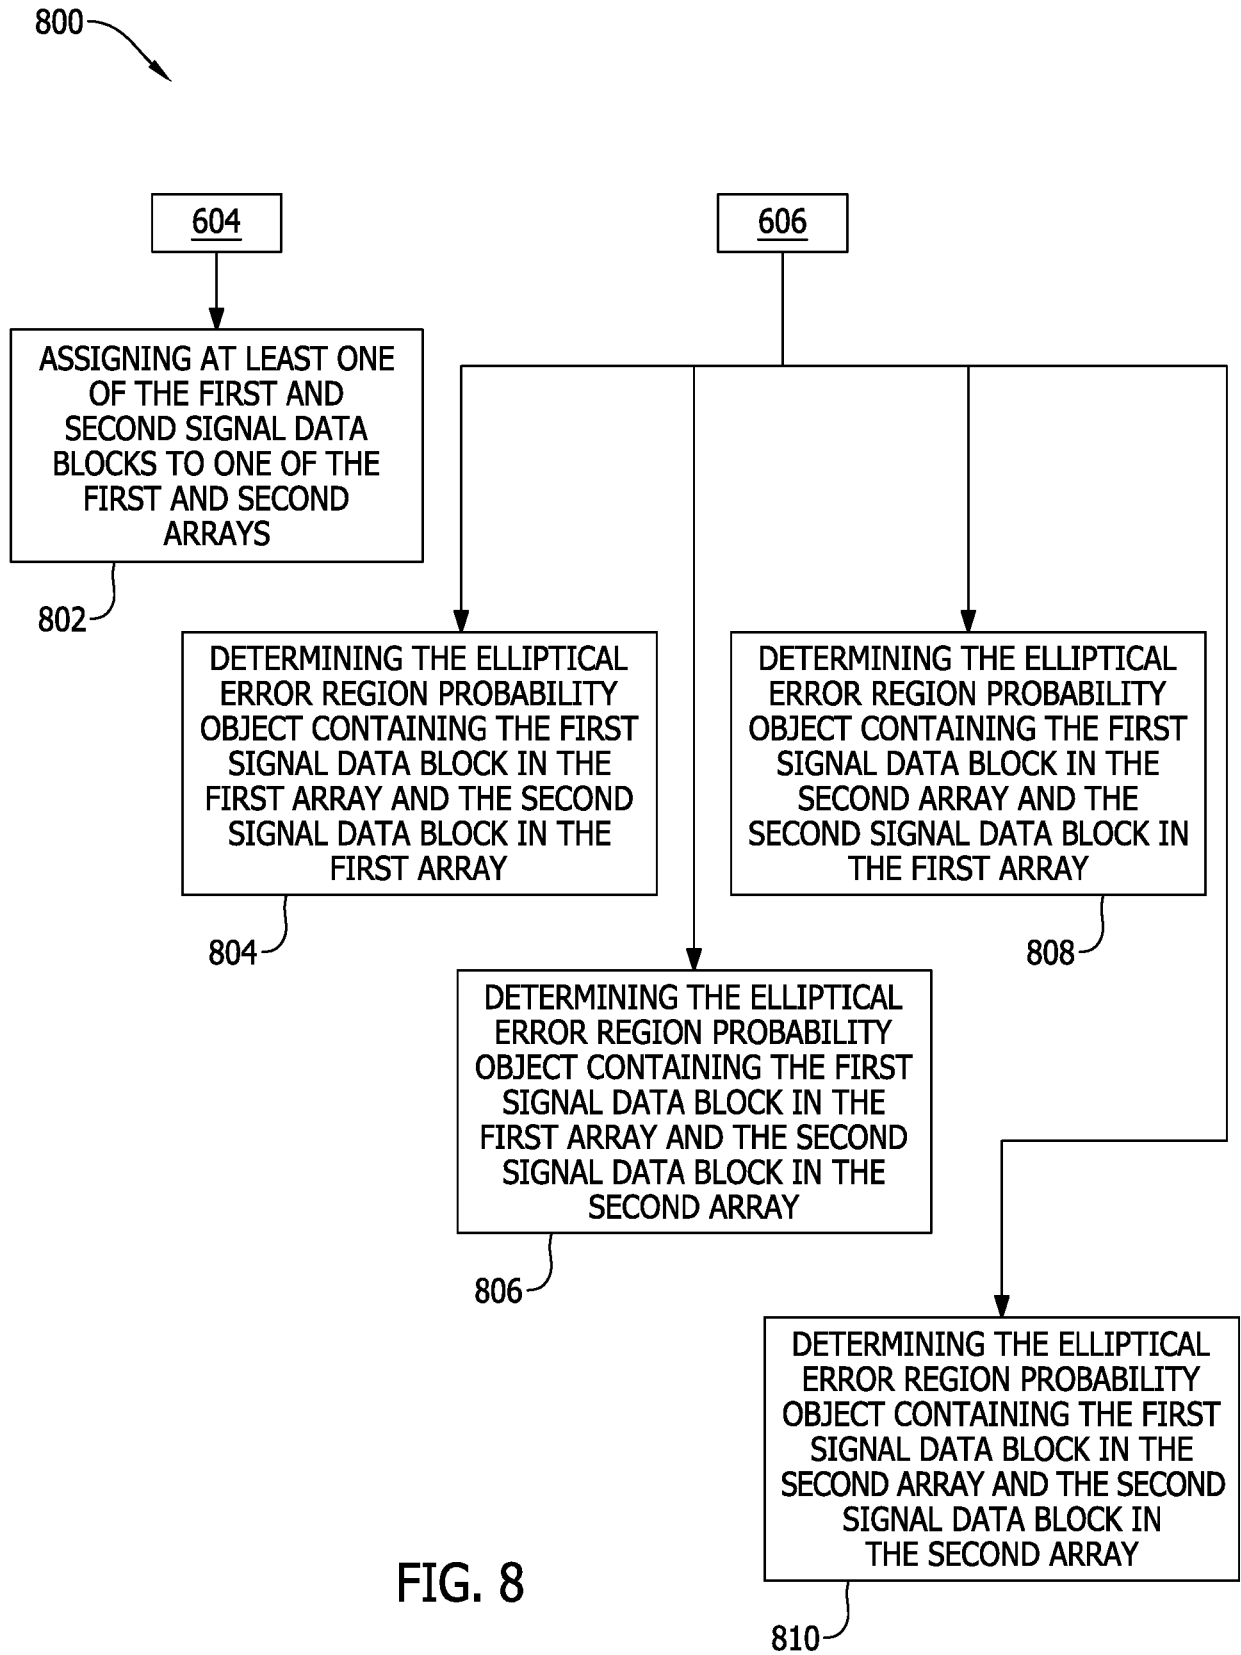 800
604
606
ASSIGNING AT LEAST ONE
OF THE FIRST AND
SECOND SIGNAL DATA
BLOCKS TO ONE OF THE
FIRST AND SECOND
ARRAYS
802
DETERMINING THE ELLIPTICAL
ERROR REGION PROBABILITY
OBJECT CONTAINING THE FIRST
SIGNAL DATA BLOCK IN THE
FIRST ARRAY AND THE SECOND
SIGNAL DATA BLOCK IN THE
FIRST ARRAY
804
DETERMINING THE ELLIPTICAL
ERROR REGION PROBABILITY
OBJECT CONTAINING THE FIRST
SIGNAL DATA BLOCK IN THE
SECOND ARRAY AND THE
SECOND SIGNAL DATA BLOCK IN
THE FIRST ARRAY
808
DETERMINING THE ELLIPTICAL
ERROR REGION PROBABILITY
OBJECT CONTAINING THE FIRST
SIGNAL DATA BLOCK IN THE
FIRST ARRAY AND THE SECOND
SIGNAL DATA BLOCK IN THE
SECOND ARRAY
806
DETERMINING THE ELLIPTICAL
ERROR REGION PROBABILITY
OBJECT CONTAINING THE FIRST
SIGNAL DATA BLOCK IN THE
SECOND ARRAY AND THE SECOND
SIGNAL DATA BLOCK IN
THE SECOND ARRAY
810
FIG. 8